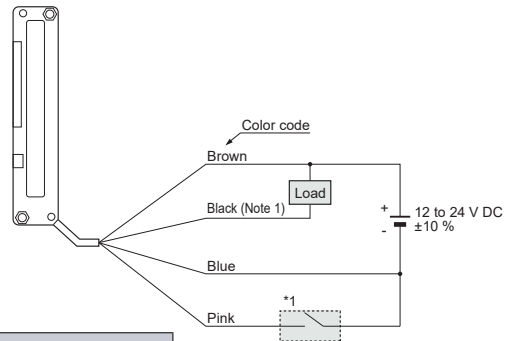 Color code
Brown
Load
Black (Note 1)
+
12 to 24 V DC
±10 %
-
Blue
*1
Pink